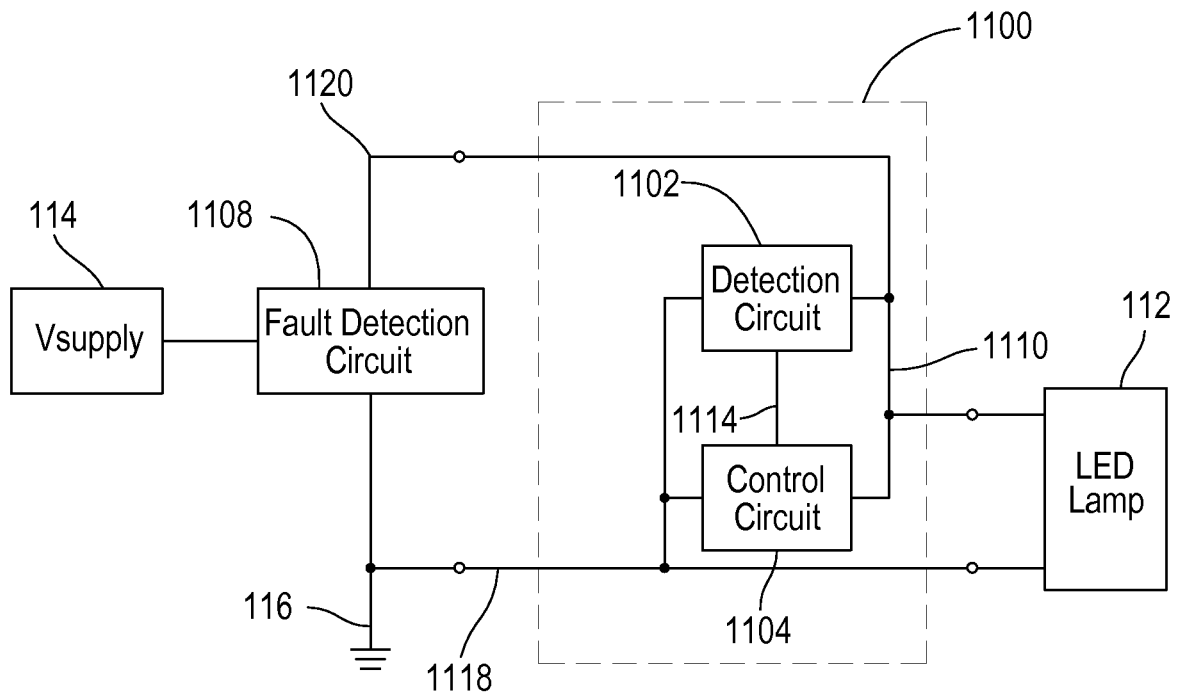 1100
1120
1102
114
1108
Detection
Circuit
112
Vsupply
Fault Detection
Circuit
1110
1114
LED
Lamp
Control
Circuit
116
1104
1118